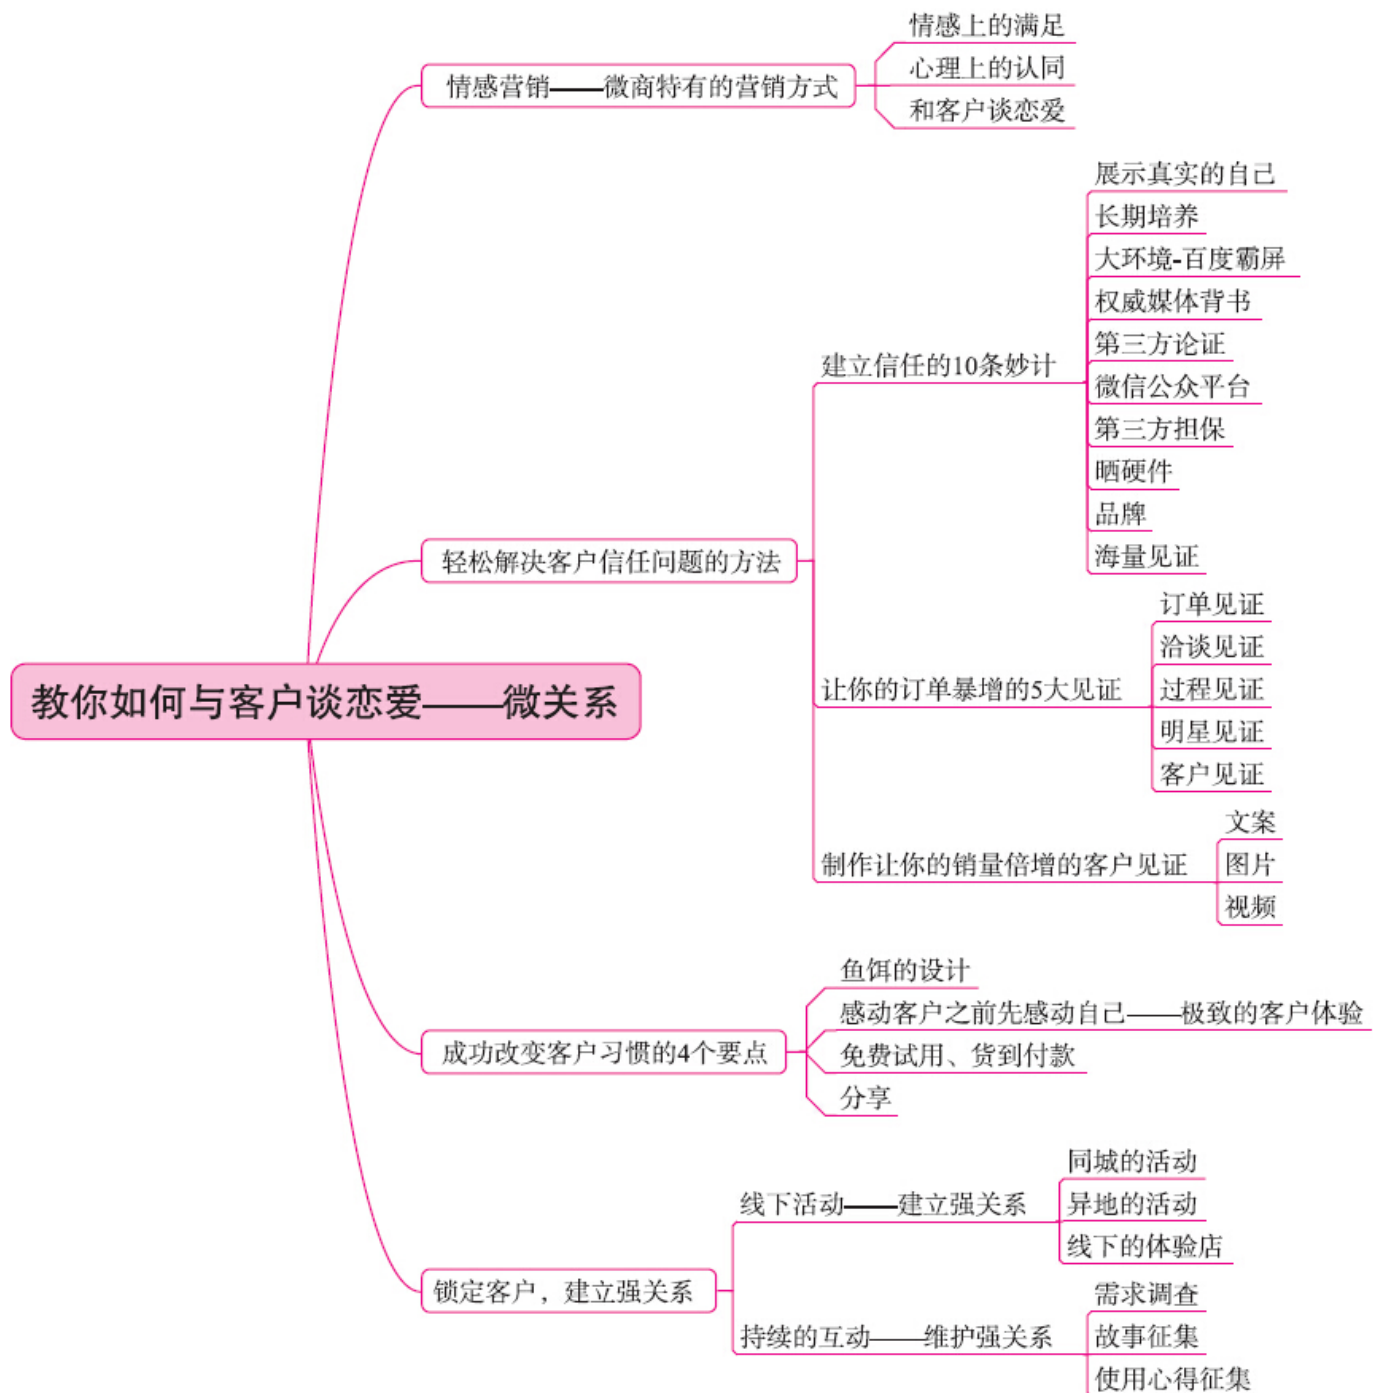 教你如何与客户谈恋爱——微关系
情感营销——微商特有的营销方式
情感上的满足
心理上的认同
和客户谈恋爱
轻松解决客户信任问题的方法
建立信任的10条妙计
展示真实的自己
长期培养
大环境-百度霸屏
权威媒体背书
第三方论证
微信公众平台
第三方担保
晒硬件
品牌
海量见证
让你的订单暴增的5大见证
订单见证
洽谈见证
过程见证
明星见证
客户见证
制作让你的销量倍增的客户见证
文案
图片
视频
成功改变客户习惯的4个要点
鱼饵的设计
感动客户之前先感动自己——极致的客户体验
免费试用、货到付款
分享
锁定客户，建立强关系
线下活动——建立强关系
同城的活动
异地的活动
线下的体验店
持续的互动——维护强关系
需求调查
故事征集
使用心得征集